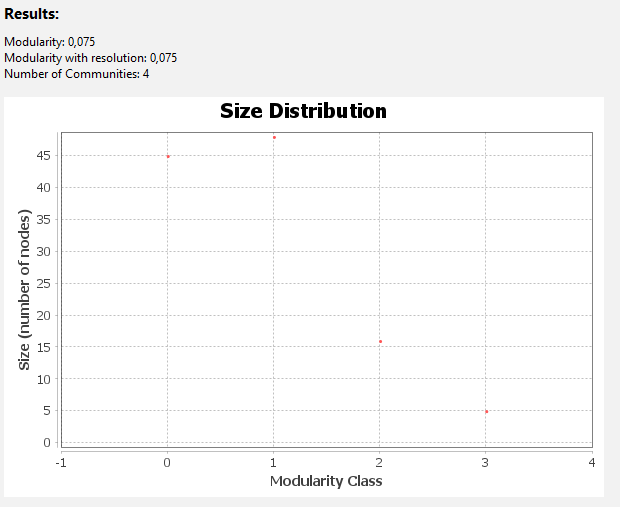 Results:
Modularity: 0,075
Modularity with resolution: 0,075
Number of Communities: 4
Size Distribution
Size (number of nodes)
45
40
35
30
25
20
15
10
5
0
-1 0 1 2 3 4
Modularity Class